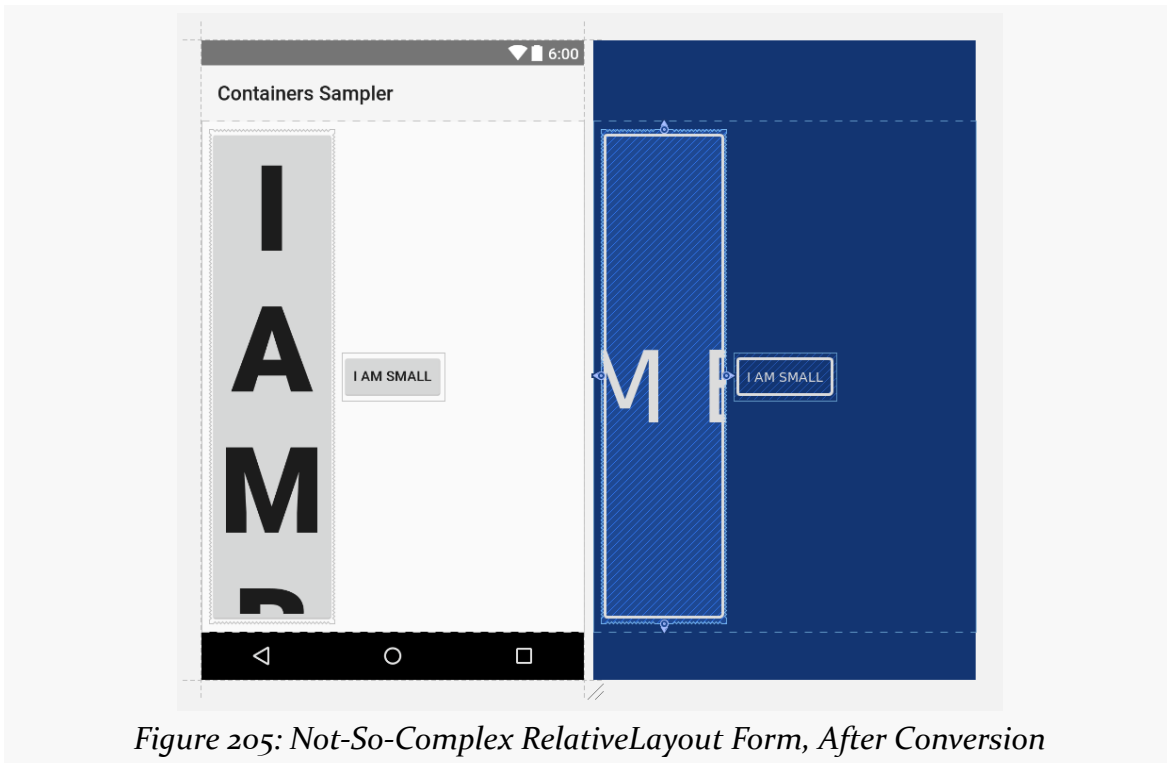 6:00
Containers Sampler
I
A
M
I AM SMALL
M
I AM SMALL
Figure 205: Not-So-Complex RelativeLayout Form, After Conversion